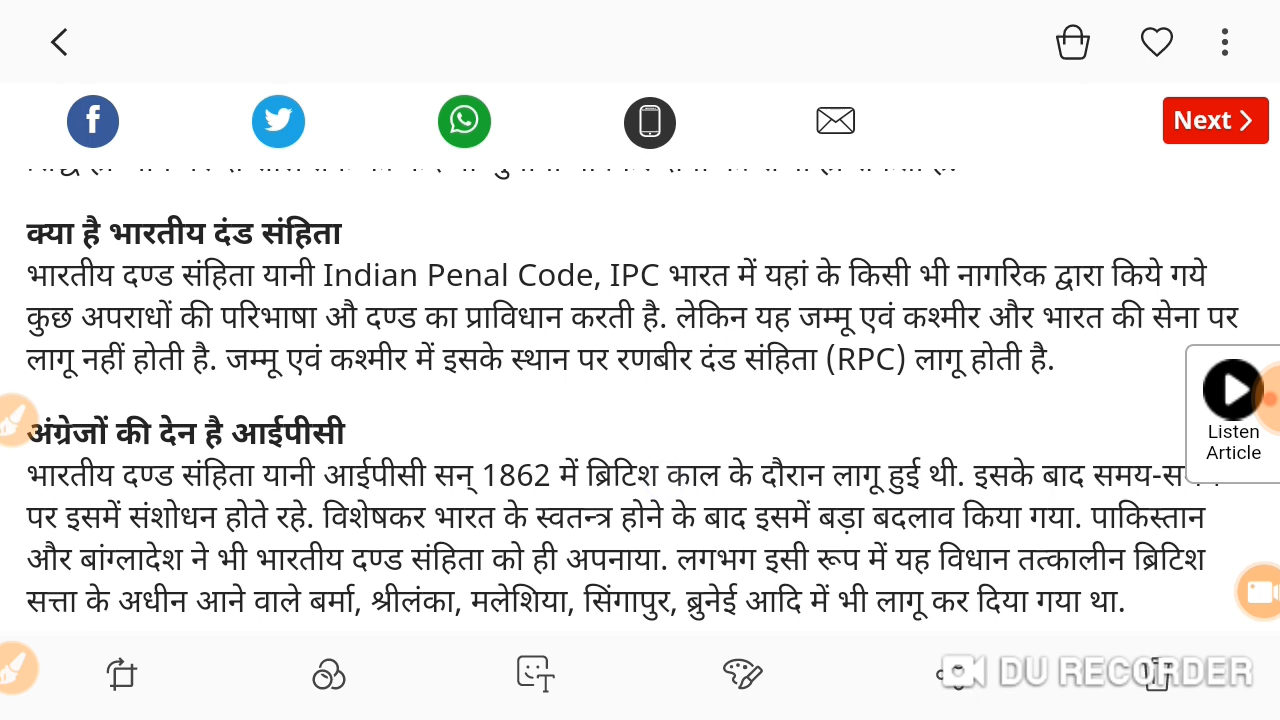 Next
क्या है भारतीय दंड संहिता
भारतीय दण्ड संहिता यानी Indian Penal Code, IPC भारत में यहां के किसी भी नागरिक द्वारा किये गये
कुछ अपराधों की परिभाषा औ दण्ड का प्राविधान करती है. लेकिन यह जम्मू एवं कश्मीर और भारत की सेना पर
लागू नहीं होती है. जम्मू एवं कश्मीर में इसके स्थान पर रणबीर दंड संहिता (RPC) लागू होती है.
Listen
Article
अंग्रेजों की देन है आईपीसी
भारतीय दण्ड संहिता यानी आईपीसी सन् 1862 में ब्रिटिश काल के दौरान लागू हुई थी. इसके बाद
पर इसमें संशोधन होते रहे. विशेषकर भारत के स्वतन्त्र होने के बाद इसमें बड़ा बदलाव किया गया. पाकिस्तान
और बांग्लादेश ने भी भारतीय दण्ड संहिता को ही अपनाया. लगभग इसी रूप में यह विधान तत्कालीन ब्रिटिश
सत्ता के अधीन आने वाले बर्मा, श्रीलंका, मलेशिया, सिंगापुर, ब्रुनेई आदि में भी लागू कर दिया गया था.
DU RECORDER